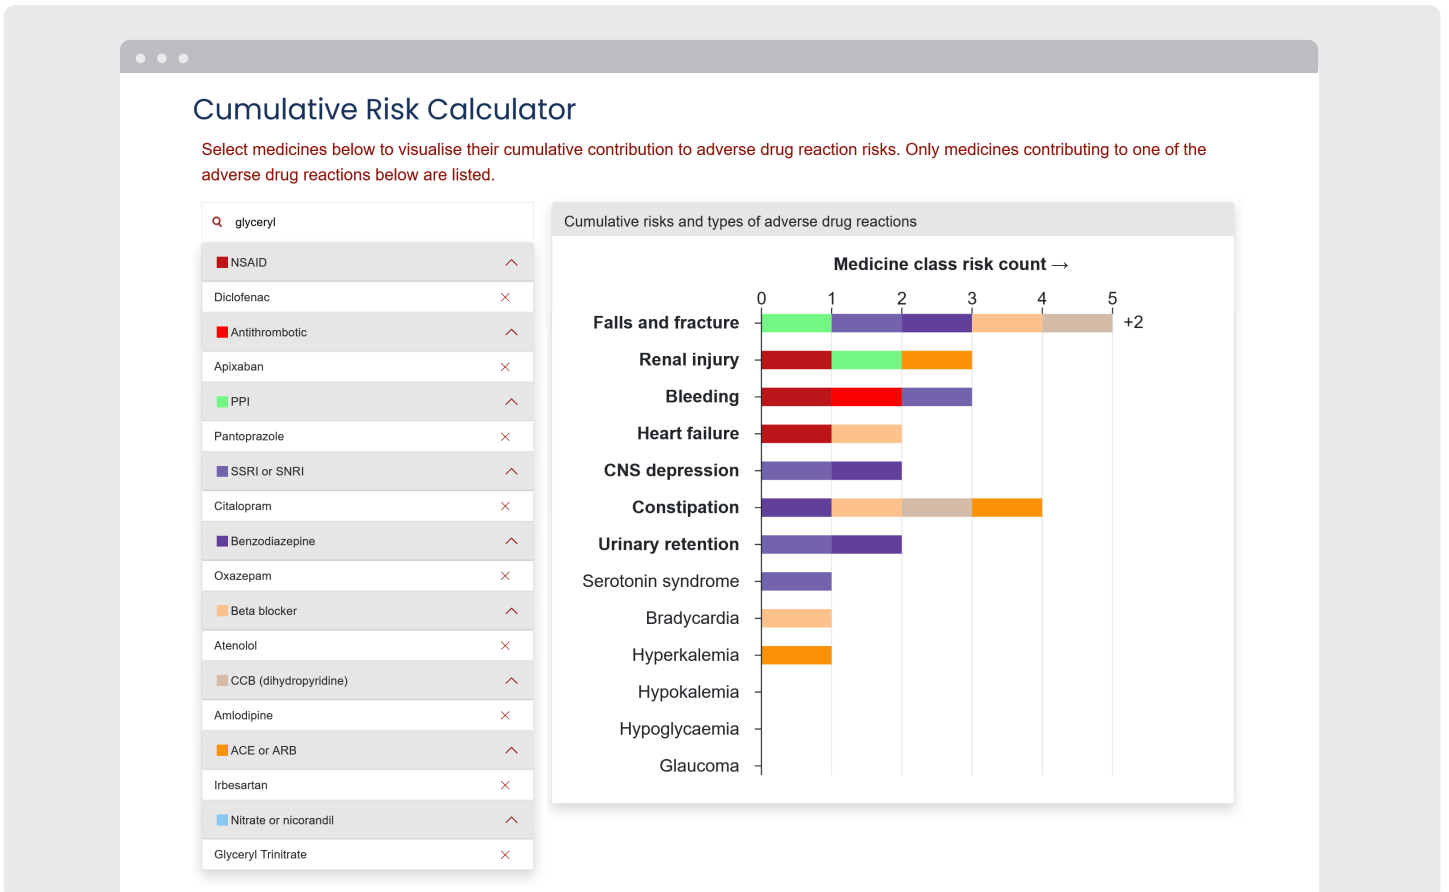 Cumulative Risk Calculator
Select medicines below to visualise their cumulative contribution to adverse drug reaction risks. Only medicines contributing to one of the
adverse drug reactions below are listed.
glyceryl
NSAID
Diclofenac
Antithrombotic
Apixaban
PPI
Pantoprazole
SSRI or SNRI
Citalopram
Benzodiazepine
Oxazepam
Beta blocker
Atenolol
CCB (dihydropyridine)
Amlodipine
ACE or ARB
Irbesartan
Nitrate or nicorandil
Glyceryl Trinitrate
Cumulative risks and types of adverse drug reactions
Medicine class risk count →
0 1 2 3 4 5
Falls and fracture +2
Renal injury
Bleeding
Heart failure
CNS depression
Constipation
Urinary retention
Serotonin syndrome
Bradycardia
Hyperkalemia
Hypokalemia
Hypoglycaemia
Glaucoma